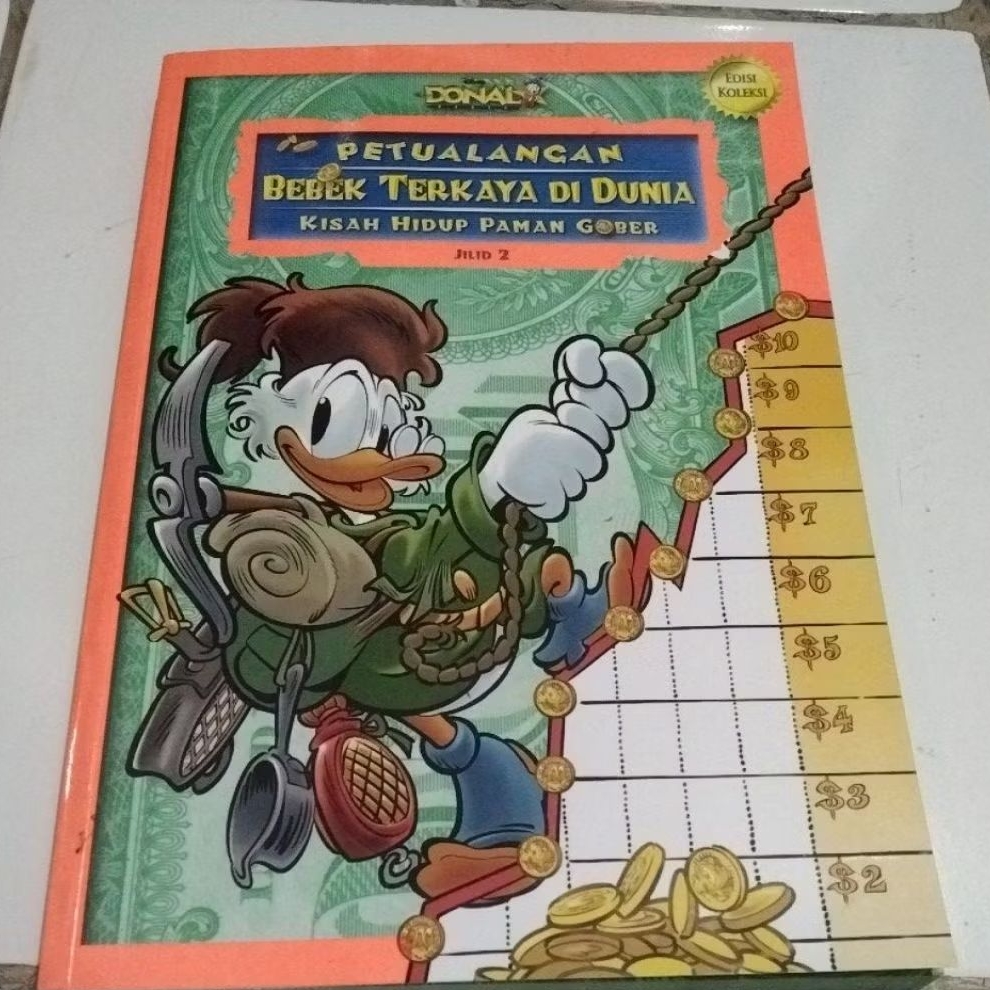 DONAL
EDISI
KOLEKSI
PETUALANGAN
BEBEK TERKAYA DI DUNIA
KISAH HIDUP PAMAN GOBER
JILID 2
$10
$9
$8
$7
$6
$5
$4
$3
$2